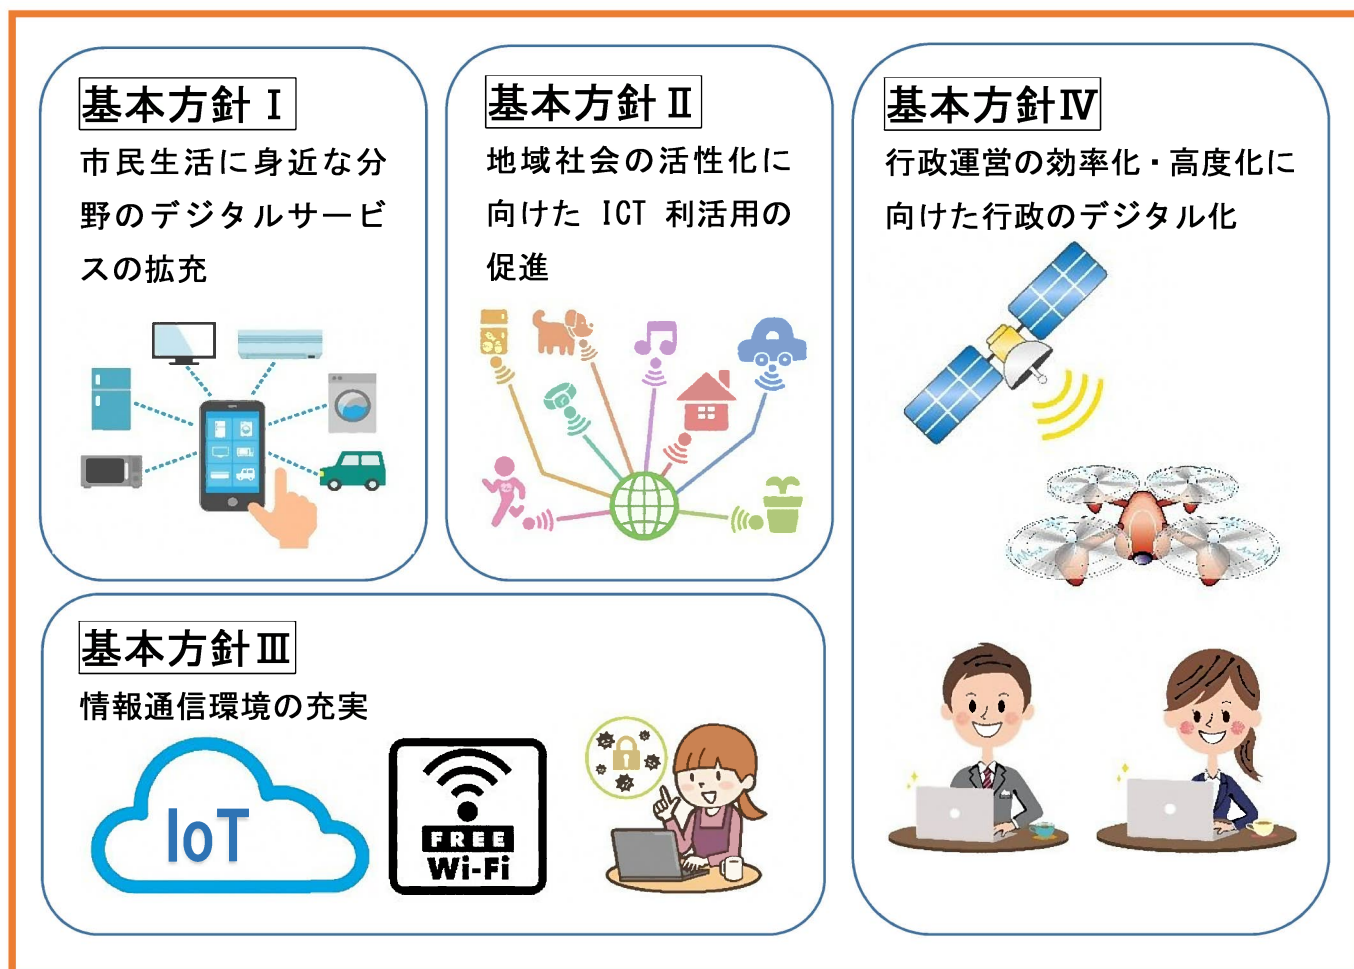 基本方針Ⅰ
市民生活に身近な分
野のデジタルサービ
スの拡充
基本方針Ⅱ
地域社会の活性化に
向けた ICT 利活用の
促進
基本方針Ⅲ
情報通信環境の充実
IoT
FREE
Wi-Fi
基本方針Ⅳ
行政運営の効率化・高度化に
向けた行政のデジタル化